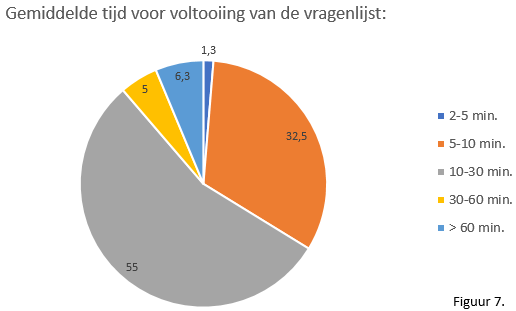 Gemiddelde tijd voor voltooiing van de vragenlijst:
1,3
6,3
5
32,5
55
2-5 min.
5-10 min.
10-30 min.
30-60 min.
> 60 min.
Figuur 7.